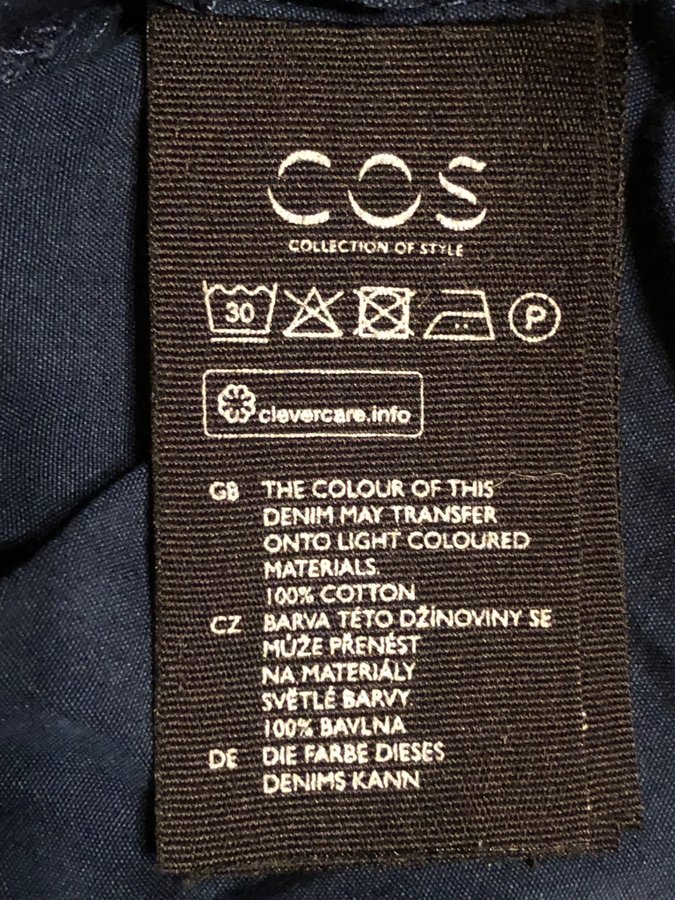 COS
COLLECTION OF STYLE
30
P
clevercare.info
GB THE COLOUR OF THIS
DENIM MAY TRANSFER
ONTO LIGHT COLOURED
MATERIALS.
100% COTTON
CZ BARVA TÉTO DŽÍNOVINY SE
MŮŽE PŘENÉST
NA MATERIÁLY
SVĚTLÉ BARVY.
100% BAVLNA
DE DIE FARBE DIESES
DENIMS KANN